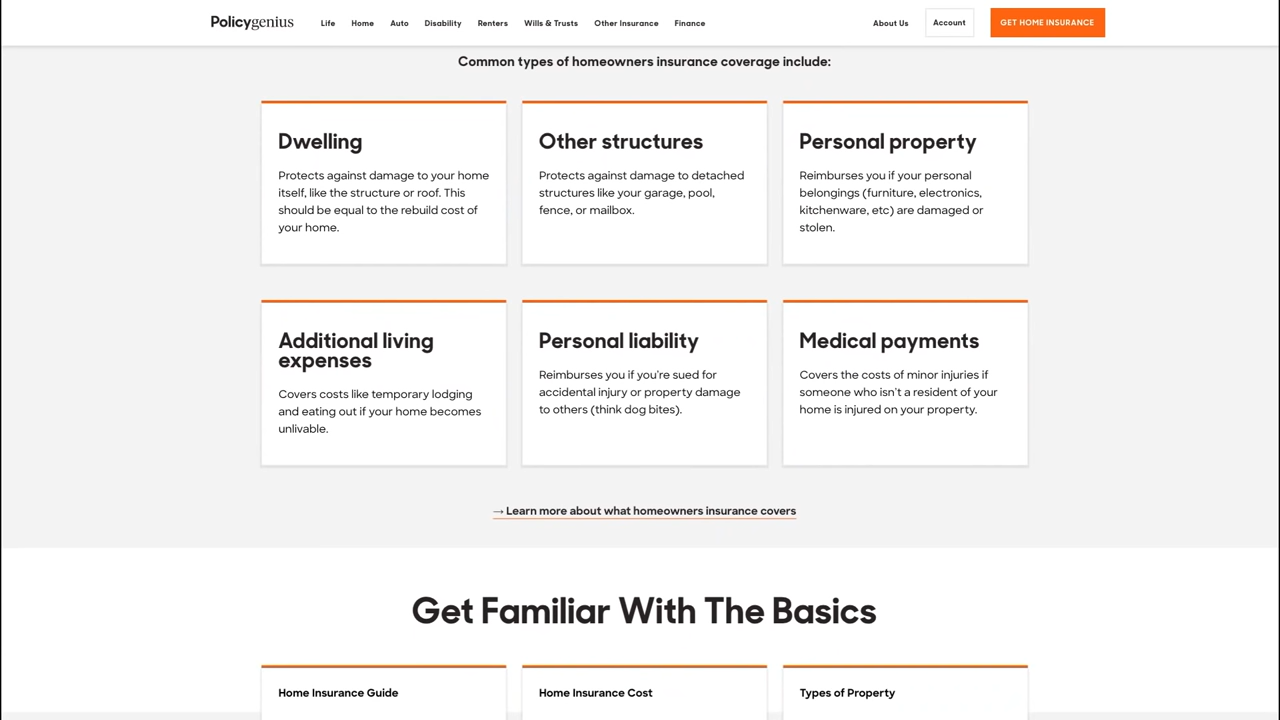 Policygenius Life Home Auto Disability Renters Wills & Trusts Other Insurance Finance About Us Account GET HOME INSURANCE
Common types of homeowners insurance coverage include:
Dwelling
Protects against damage to your home
itself, like the structure or roof. This
should be equal to the rebuild cost of
your home.
Other structures
Protects against damage to detached
structures like your garage, pool,
fence, or mailbox.
Personal property
Reimburses you if your personal
belongings (furniture, electronics,
kitchenware, etc) are damaged or
stolen.
Additional living
expenses
Covers costs like temporary lodging
and eating out if your home becomes
unlivable.
Personal liability
Reimburses you if you're sued for
accidental injury or property damage
to others (think dog bites).
Medical payments
Covers the costs of minor injuries if
someone who isn't a resident of your
home is injured on your property.
→ Learn more about what homeowners insurance covers
Get Familiar With The Basics
Home Insurance Guide
Home Insurance Cost
Types of Property